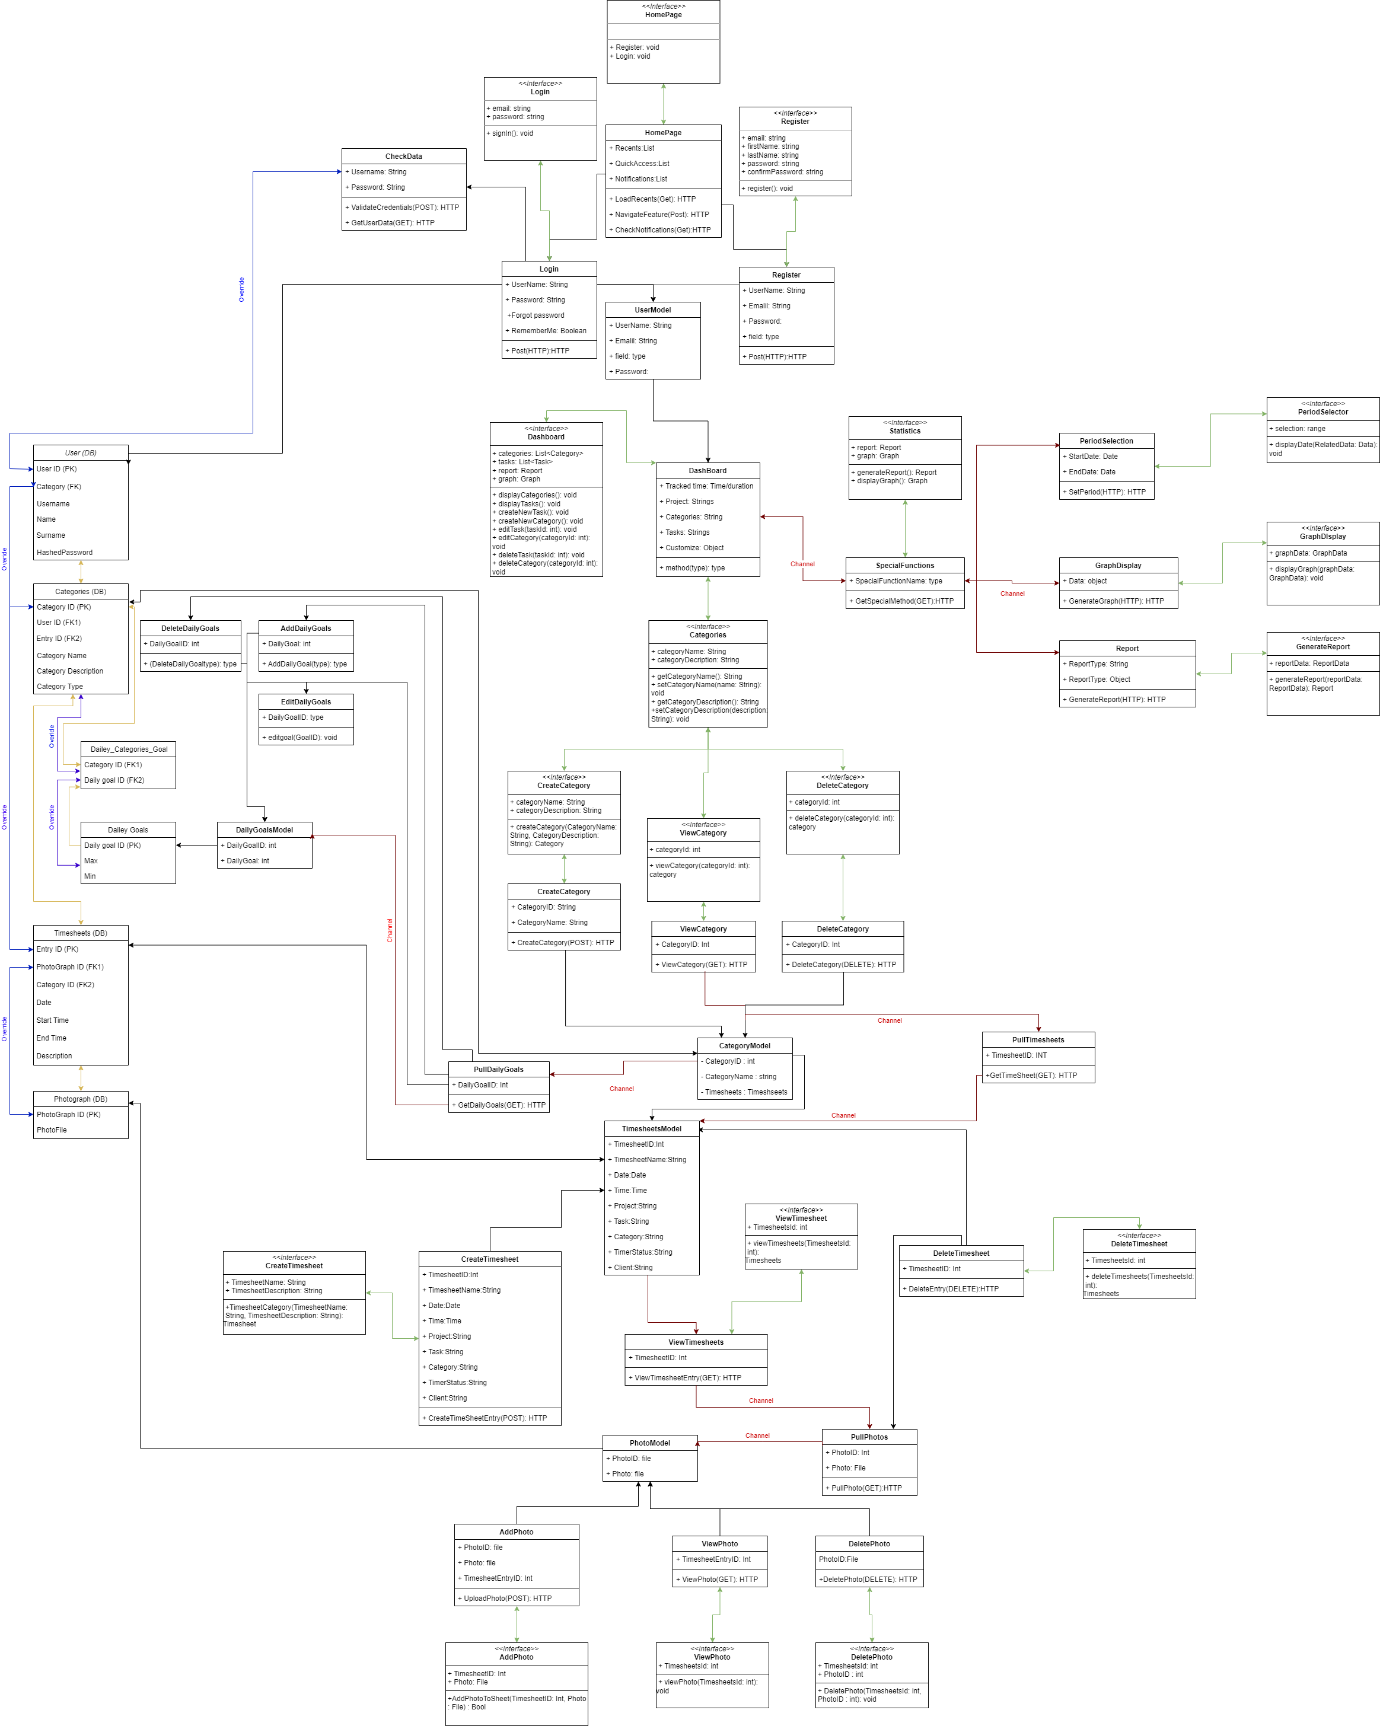 <<interface>>
HomePage
+ Register: void
+ Login: void
<<interface>>
Login
+ email: string
+ password: string
+ signIn(): void
HomePage
+ Recents:List
+ QuickAccess:List
+ Notifications:List
+ LoadRecents(Get): HTTP
+ NavigateFeature(Post): HTTP
+ CheckNotifications(Get):HTTP
<<interface>>
Register
+ email: string
+ firstName: string
+ lastName: string
+ password: string
+ confirmPassword: string
+ register(): void
CheckData
+ Username: String
+ Password: String
+ ValidateCredentials(POST): HTTP
+ GetUserData(GET): HTTP
Override
Login
+ UserName: String
+ Password: String
+Forgot password
+ RememberMe: Boolean
+ Post(HTTP):HTTP
UserModel
+ UserName: String
+ Emalil: String
+ field: type
+ Password:
Register
+ UserName: String
+ Emalil: String
+ Password:
+ field: type
+ Post(HTTP):HTTP
User (DB)
User ID (PK)
Category (FK)
Username
Name
Surname
HashedPassword
Override
<<interface>>
Dashboard
+ categories: List<Category>
+ tasks: List<Task>
+ report: Report
+ graph: Graph
+ displayCategories(): void
+ displayTasks(): void
+ createNewTask(): void
+ createNewCategory(): void
+ editTask(taskId: int): void
+ editCategory(categoryId: int):
void
+ deleteTask(taskId: int): void
+ deleteCategory(categoryId: int):
void
DashBoard
+ Tracked time: Time/duration
+ Project: Strings
+ Categories: String
+ Tasks: Strings
+ Customize: Object
+ method(type): type
<<interface>>
Statistics
+ report: Report
+ graph: Graph
+ generateReport(): Report
+ displayGraph(): Graph
Channel
SpecialFunctions
+ SpecialFunctionName: type
+ GetSpecialMethod(GET):HTTP
Channel
PeriodSelection
+ StartDate: Date
+ EndDate: Date
+ SetPeriod(HTTP): HTTP
<<interface>>
PeriodSelector
+ selection: range
+ displayDate(RelatedData: Data):
void
GraphDisplay
+ Data: object
+ GenerateGraph(HTTP): HTTP
<<interface>>
GraphDIsplay
+ graphData: GraphData
+ displayGraph(graphData:
GraphData): void
Report
+ ReportType: String
+ ReportType: Object
+ GenerateReport(HTTP): HTTP
<<interface>>
GenerateReport
+ reportData: ReportData
+ generateReport(reportData:
ReportData): Report
Categories (DB)
Category ID (PK)
User ID (FK1)
Entry ID (FK2)
Category Name
Category Description
Category Type
DeleteDailyGoals
+ DailyGoalID: int
+ (DeleteDailyGoaltype): type
AddDailyGoals
+ DailyGoal: int
+ AddDailyGoal(type): type
EditDailyGoals
+ DailyGoalID: type
+ editgoal(GoalID): void
<<interface>>
Categories
+ categoryName: String
+ categoryDecription: String
+ getCategoryName(): String
+ setCategoryName(name: String):
void
+ getCategoryDescription(): String
+setCategoryDescription(description:
String): void
Override
Dailey_Categories_Goal
Category ID (FK1)
Daily goal ID (FK2)
Override
Override
Dailey Goals
Daily goal ID (PK)
Max
Min
DailyGoalsModel
+ DailyGoalID: int
+ DailyGoal: int
Channel
<<interface>>
CreateCategory
+ categoryName: String
+ categoryDescription: String
+ createCategory(CategoryName:
String, CategoryDescription:
String): Category
<<interface>>
ViewCategory
+ categoryId: int
+ viewCategory(categoryId: int):
category
<<interface>>
DeleteCategory
+ categoryId: int
+ deleteCategory(categoryId: int):
category
CreateCategory
+ CategoryID: String
+ CategoryName: String
+ CreateCategory(POST): HTTP
ViewCategory
+ CategoryID: Int
+ ViewCategory(GET): HTTP
DeleteCategory
+ CategoryID: Int
+ DeleteCategory(DELETE): HTTP
Timesheets (DB)
Entry ID (PK)
PhotoGraph ID (FK1)
Category ID (FK2)
Date
Start Time
End Time
Description
Override
Photograph (DB)
PhotoGraph ID (PK)
PhotoFile
PullDailyGoals
+ DailyGoalID: Int
+ GetDailyGoals(GET): HTTP
Channel
CategoryModel
- CategoryID : int
- CategoryName : string
- Timesheets : Timeshseets
Channel
PullTimesheets
+ TimesheetID: INT
+GetTimeSheet(GET): HTTP
Channel
TimesheetsModel
+ TimesheetID:Int
+ TimesheetName:String
+ Date:Date
+ Time:Time
+ Project:String
+ Task:String
+ Category:String
+ TimerStatus:String
+ Client:String
<<interface>>
CreateTimesheet
+ TimesheetName: String
+ TimesheetDescription: String
+TimesheetCategory(TimesheetName:
String, TimesheetDescription: String):
Timesheet
CreateTimesheet
+ TimesheetID:Int
+ TimesheetName:String
+ Date:Date
+ Time:Time
+ Project:String
+ Task:String
+ Category:String
+ TimerStatus:String
+ Client:String
+ CreateTimeSheetEntry(POST): HTTP
<<interface>>
ViewTimesheet
+ TimesheetsId: int
+ viewTimesheets(TimesheetsId:
int):
Timesheets
DeleteTimesheet
+ TimesheetID: Int
+ DeleteEntry(DELETE):HTTP
<<interface>>
DeleteTimesheet
+ TimesheetsId: int
+ deleteTimesheets(TimesheetsId:
int):
Timesheets
ViewTimesheets
+ TimesheetID: Int
+ ViewTimesheetEntry(GET): HTTP
Channel
PhotoModel
+ PhotoID: file
+ Photo: file
Channel
PullPhotos
+ PhotoID: Int
+ Photo: File
+ PullPhoto(GET):HTTP
AddPhoto
+ PhotoID: file
+ Photo: file
+ TimesheetEntryID: Int
+ UploadPhoto(POST): HTTP
ViewPhoto
+ TimesheetEntryID: Int
+ ViewPhoto(GET): HTTP
DeletePhoto
PhotoID:File
+DeletePhoto(DELETE): HTTP
<<interface>>
AddPhoto
+ TimesheetID: Int
+ Photo: File
+AddPhotoToSheet(TimesheetID: Int, Photo
: File) : Bool
<<interface>>
ViewPhoto
+ TimesheetsId: int
+ viewPhoto(TimesheetsId: int):
void
<<interface>>
DeletePhoto
+ TimesheetsId: int
+ PhotoID : int
+ DeletePhoto(TimesheetsId: int,
PhotoID : int): void